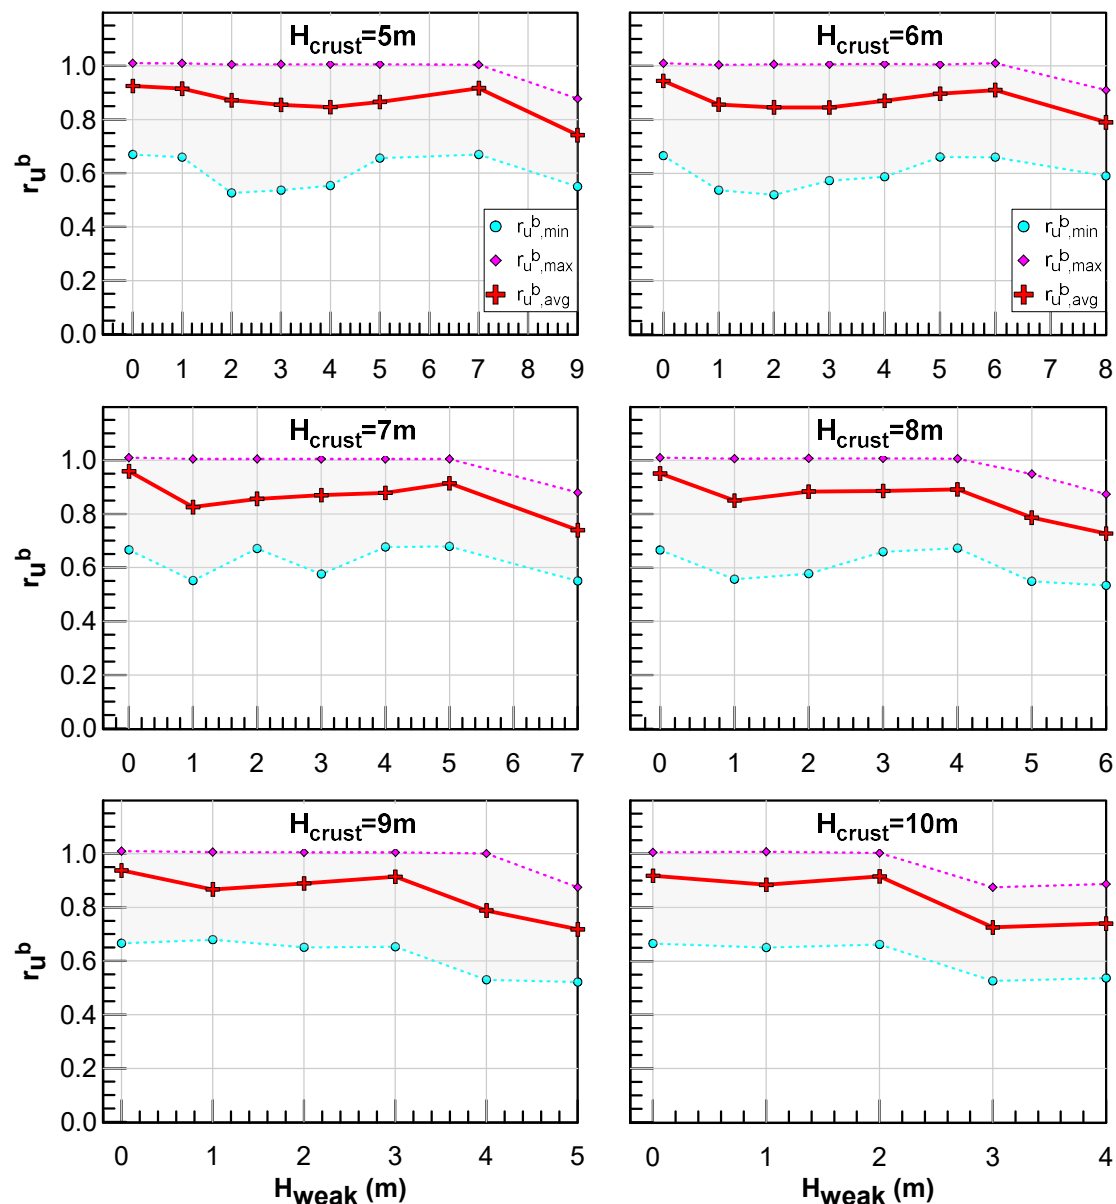 H_crust=5m
1.0
0.8
0.6
0.4
0.2
0.0
r_u^b
r_u^b,min
r_u^b,max
r_u^b,avg
0 1 2 3 4 5 6 7 8 9
H_crust=6m
r_u^b,min
r_u^b,max
r_u^b,avg
0 1 2 3 4 5 6 7 8
H_crust=7m
1.0
0.8
0.6
0.4
0.2
0.0
r_u^b
0 1 2 3 4 5 6 7
H_crust=8m
0 1 2 3 4 5 6
H_crust=9m
1.0
0.8
0.6
0.4
0.2
0.0
r_u^b
0 1 2 3 4 5
H_weak (m)
H_crust=10m
0 1 2 3 4
H_weak (m)